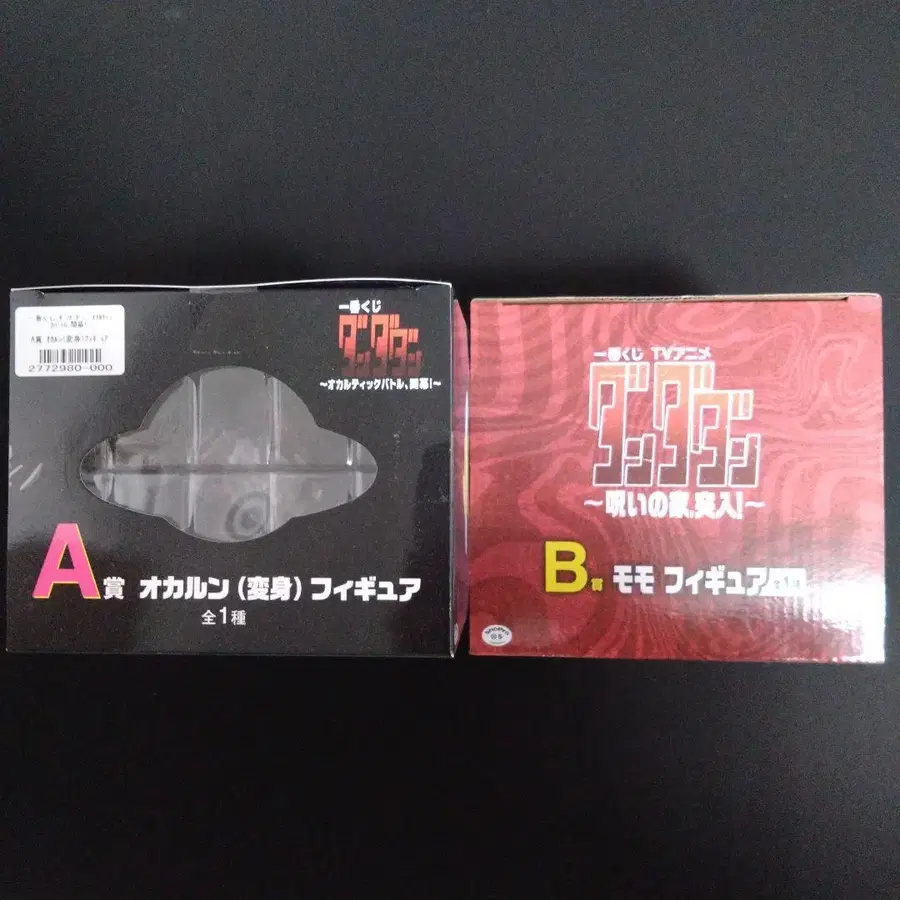 2772980-000
一番くじ
ダンダダン
～オカルティックバトル、開幕!～
A賞 オカルン(変身)フィギュア
全1種
一番くじ TVアニメ
ダンダダン
～呪いの家、突入!～
B賞 モモ フィギュア